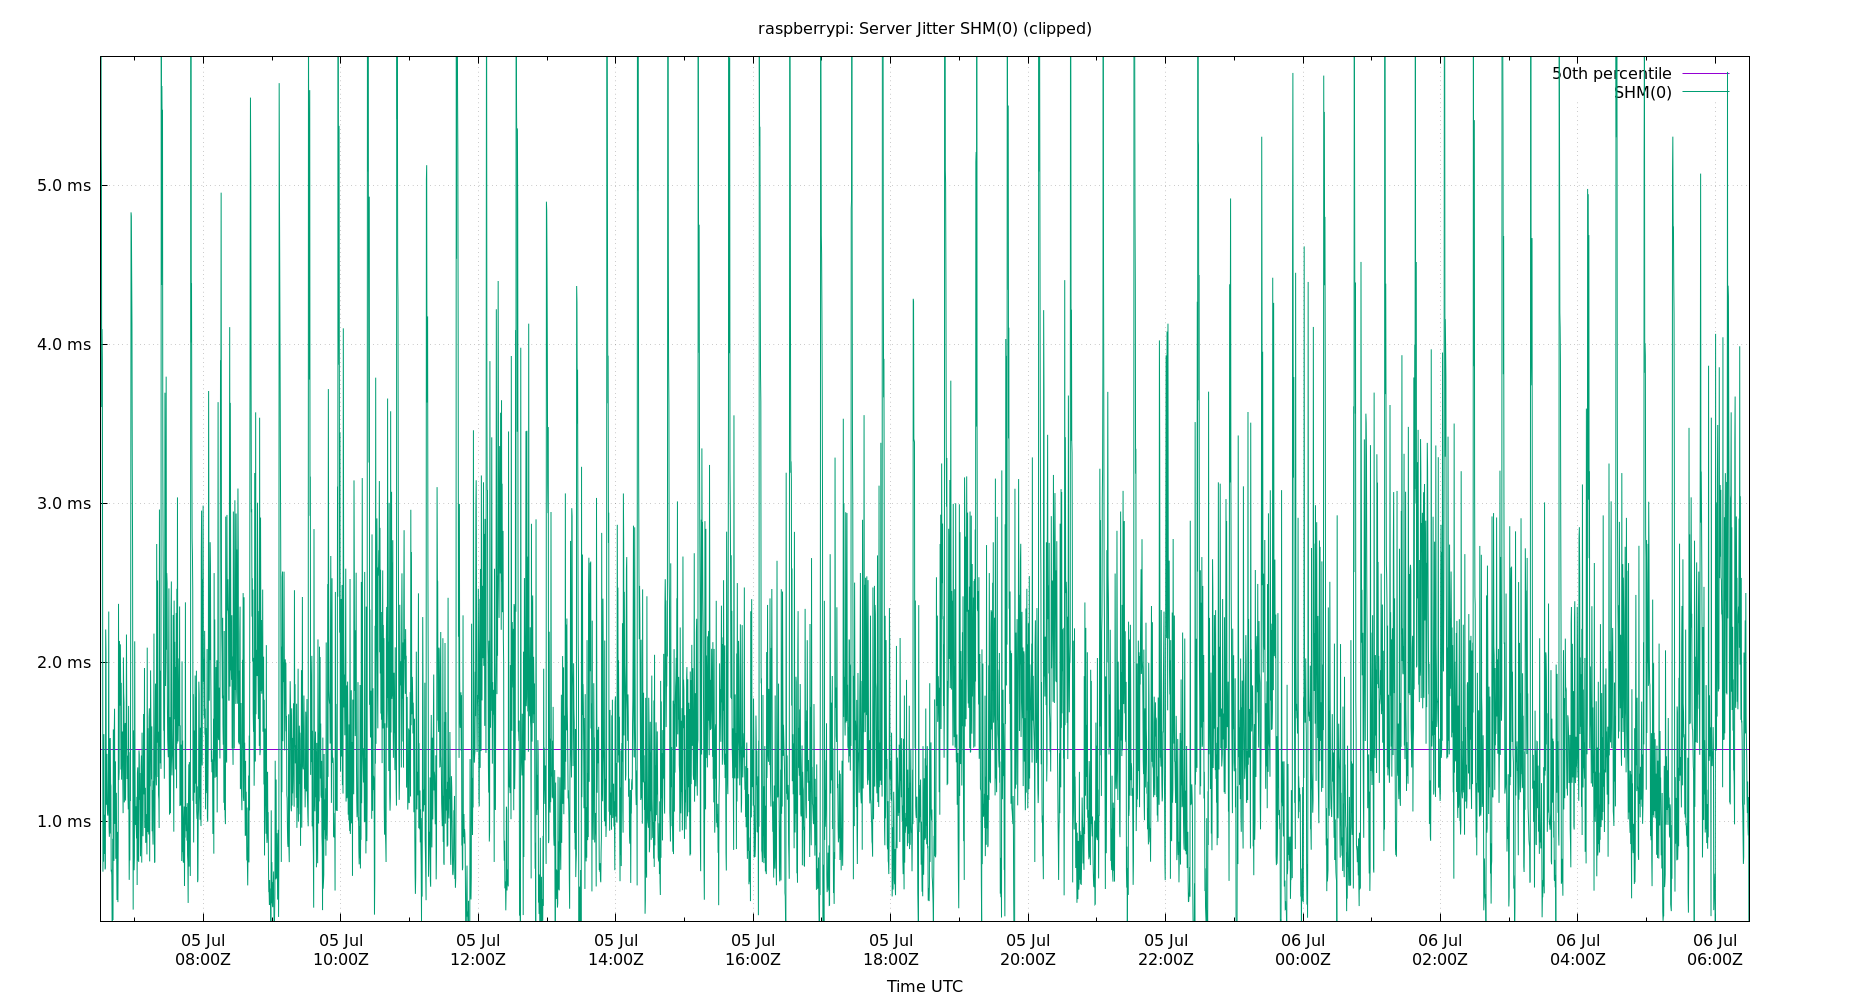 raspberrypi: Server Jitter SHM(0) (clipped)
50th percentile
SHM(0)
5.0 ms
4.0 ms
3.0 ms
2.0 ms
1.0 ms
05 Jul 05 Jul 05 Jul 05 Jul 05 Jul 05 Jul 05 Jul 05 Jul 06 Jul 06 Jul 06 Jul 06 Jul
08:00Z 10:00Z 12:00Z 14:00Z 16:00Z 18:00Z 20:00Z 22:00Z 00:00Z 02:00Z 04:00Z 06:00Z
Time UTC